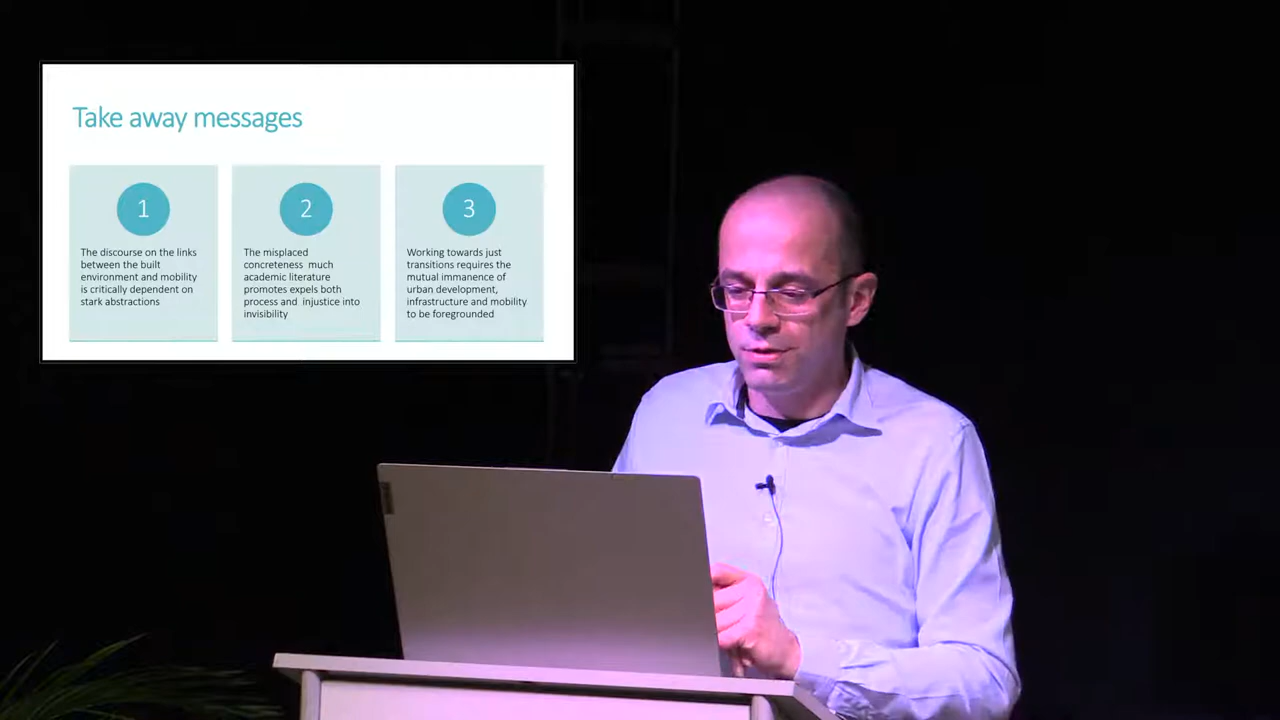 Take away messages
1
The discourse on the links
between the built
environment and mobility
is critically dependent on
stark abstractions
2
The misplaced
concreteness much
academic literature
promotes expels both
process and injustice into
invisibility
3
Working towards just
transitions requires the
mutual immanence of
urban development,
infrastructure and mobility
to be foregrounded